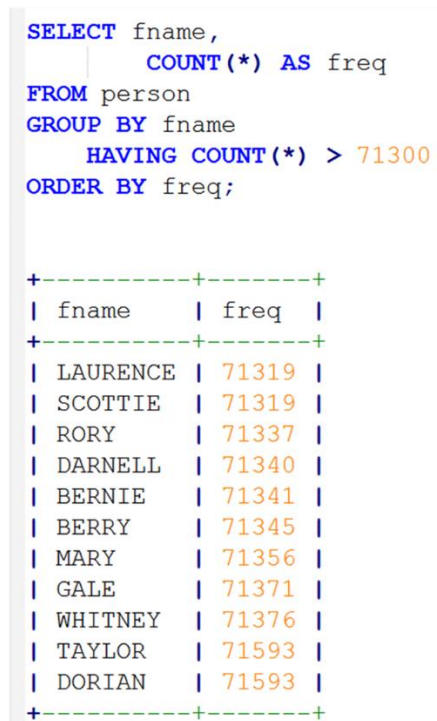 SELECT fname,
COUNT(*) AS freq
FROM person
GROUP BY fname
HAVING COUNT(*) > 71300
ORDER BY freq;
+----------+-------+
| fname | freq |
+----------+-------+
| LAURENCE | 71319 |
| SCOTTIE | 71319 |
| RORY | 71337 |
| DARNELL | 71340 |
| BERNIE | 71341 |
| BERRY | 71345 |
| MARY | 71356 |
| GALE | 71371 |
| WHITNEY | 71376 |
| TAYLOR | 71593 |
| DORIAN | 71593 |
+----------+-------+